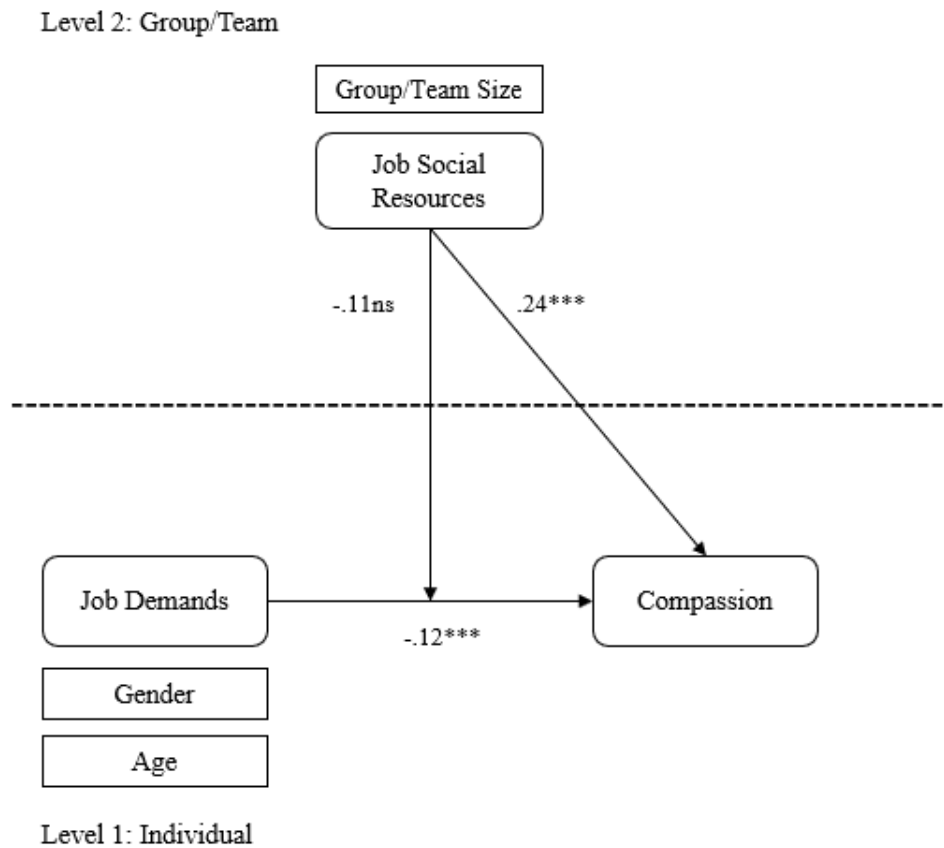 Level 2: Group/Team
Group/Team Size
Job Social
Resources
-.11ns
.24***
Job Demands
Compassion
-.12***
Gender
Age
Level 1: Individual